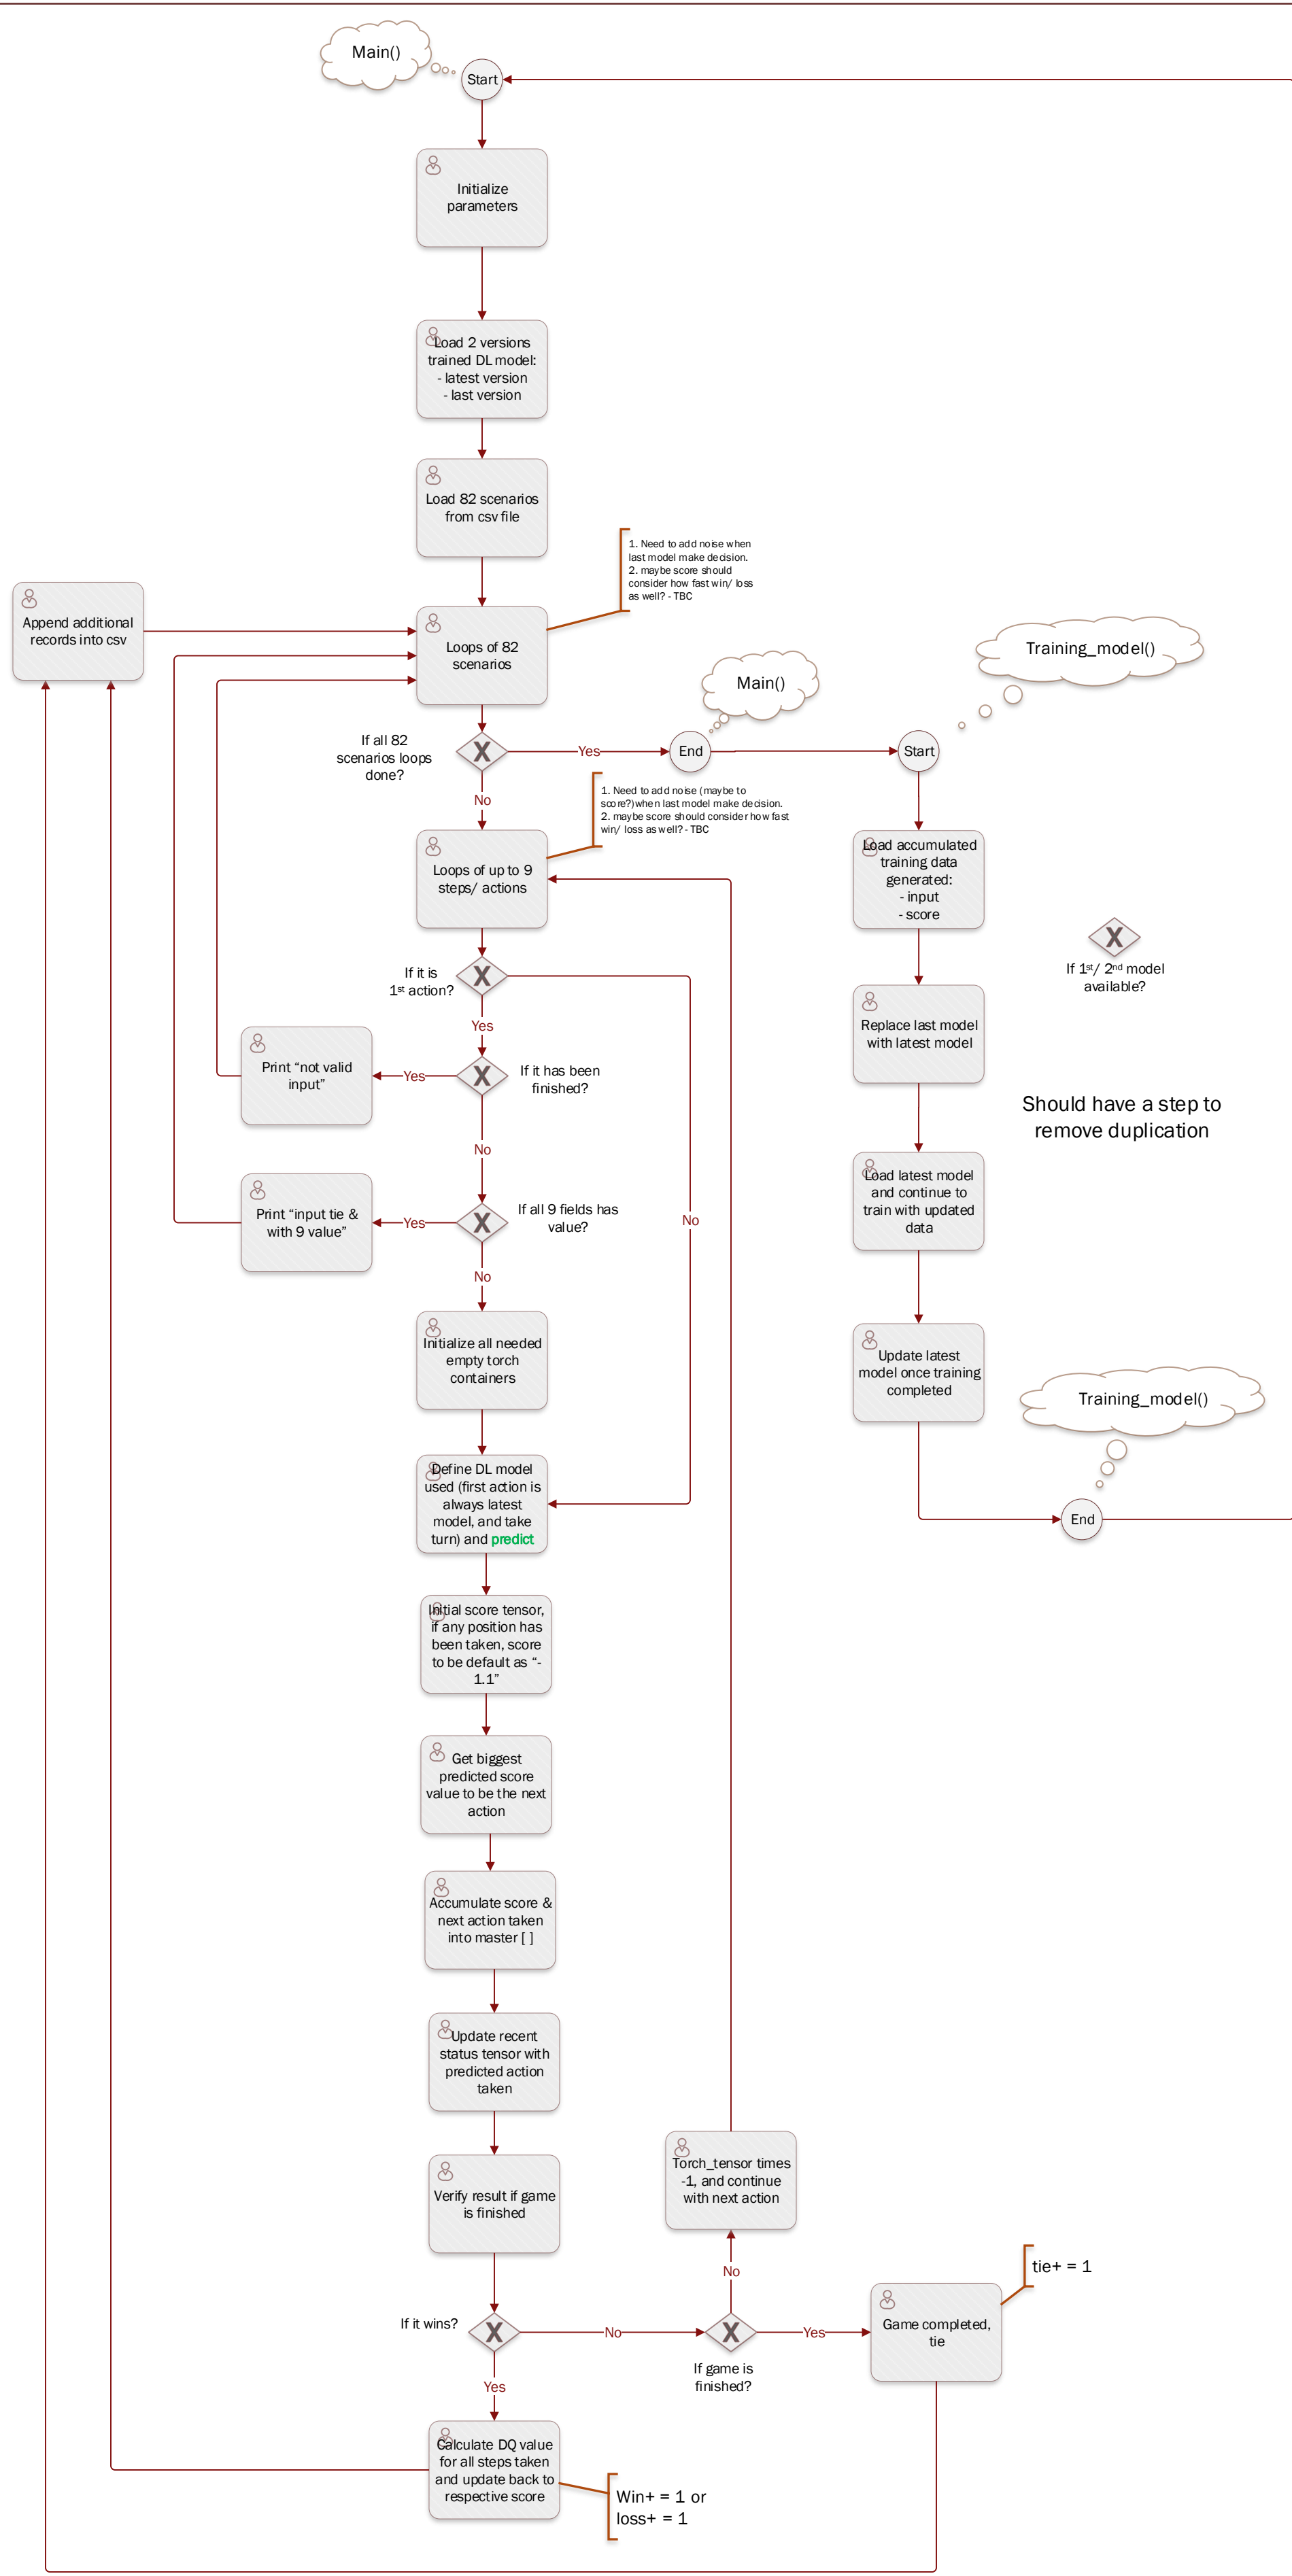 Main()
Start
Initialize
parameters
Load 2 versions
trained DL model:
- latest version
- last version
Load 82 scenarios
from csv file
1. Need to add noise when
last model make decision.
2. maybe score should
consider how fast win/ loss
as well? - TBC
Append additional
records into csv
Loops of 82
scenarios
Training_model()
Main()
If all 82
scenarios loops
done?
Yes
End
Start
No
1. Need to add noise (maybe to
score?)when last model make decision.
2. maybe score should consider how fast
win/ loss as well? - TBC
Loops of up to 9
steps/ actions
Load accumulated
training data
generated:
- input
- score
If it is
1st action?
If 1st/ 2nd model
available?
Yes
Replace last model
with latest model
Print “not valid
input”
Yes
If it has been
finished?
Should have a step to
remove duplication
No
Load latest model
and continue to
train with updated
data
Print “input tie &
with 9 value”
Yes
If all 9 fields has
value?
No
No
Initialize all needed
empty torch
containers
Update latest
model once training
completed
Training_model()
Define DL model
used (first action is
always latest
model, and take
turn) and predict
End
Initial score tensor,
if any position has
been taken, score
to be default as “-
1.1”
Get biggest
predicted score
value to be the next
action
Accumulate score &
next action taken
into master [ ]
Update recent
status tensor with
predicted action
taken
Torch_tensor times
-1, and continue
with next action
Verify result if game
is finished
No
tie+ = 1
If it wins?
No
Yes
Game completed,
tie
If game is
finished?
Yes
Calculate DQ value
for all steps taken
and update back to
respective score
Win+ = 1 or
loss+ = 1